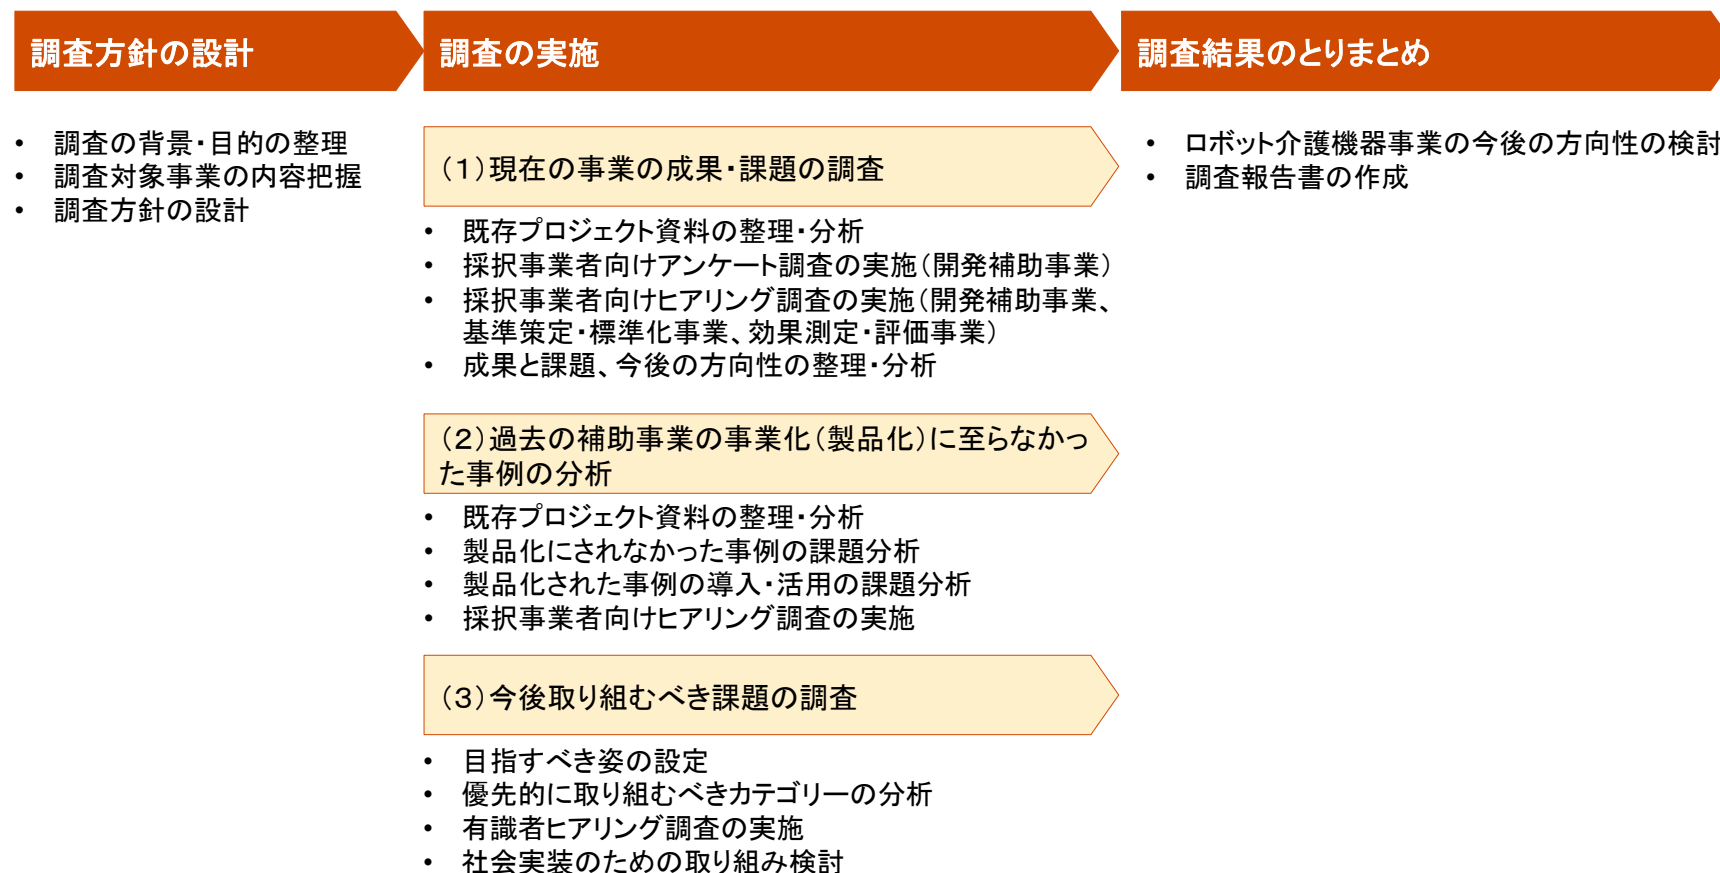 調査方針の設計
• 調査の背景・目的の整理
• 調査対象事業の内容把握
• 調査方針の設計
調査の実施
（1）現在の事業の成果・課題の調査
• 既存プロジェクト資料の整理・分析
• 採択事業者向けアンケート調査の実施（開発補助事業）
• 採択事業者向けヒアリング調査の実施（開発補助事業、
基準策定・標準化事業、効果測定・評価事業）
• 成果と課題、今後の方向性の整理・分析
（2）過去の補助事業の事業化（製品化）に至らなかっ
た事例の分析
• 既存プロジェクト資料の整理・分析
• 製品化にされなかった事例の課題分析
• 製品化された事例の導入・活用の課題分析
• 採択事業者向けヒアリング調査の実施
（3）今後取り組むべき課題の調査
• 目指すべき姿の設定
• 優先的に取り組むべきカテゴリーの分析
• 有識者ヒアリング調査の実施
• 社会実装のための取り組み検討
調査結果のとりまとめ
• ロボット介護機器事業の今後の方向性の検討
• 調査報告書の作成